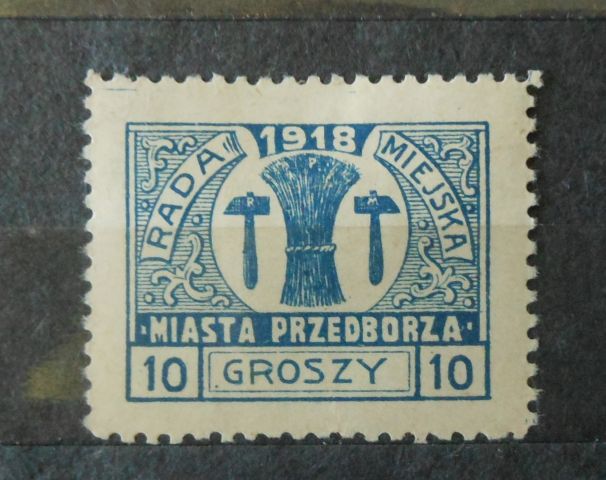 1918
RADA MIEJSKA
P
R M
MIASTA PRZEDBORZA
10 GROSZY 10